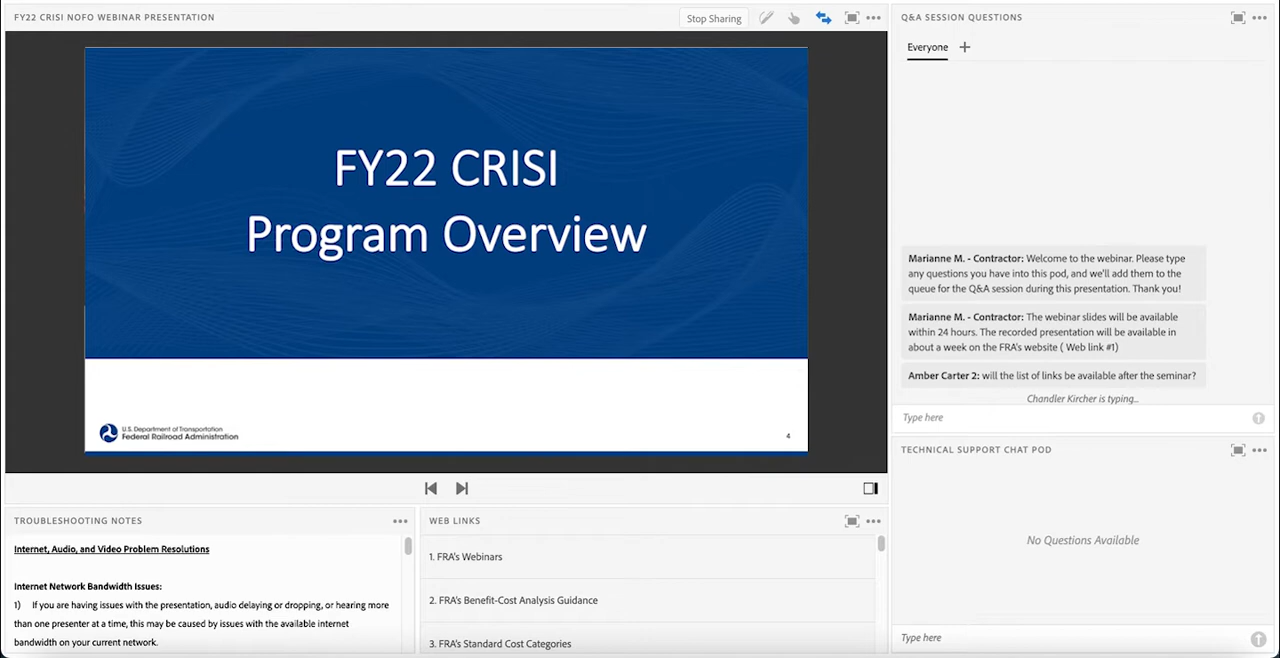 FY22 CRISI NOFO WEBINAR PRESENTATION
Stop Sharing
FY22 CRISI
Program Overview
U.S. Department of Transportation
Federal Railroad Administration
4
Q&A SESSION QUESTIONS
Everyone
Marianne M. - Contractor: Welcome to the webinar. Please type
any questions you have into this pod, and we'll add them to the
queue for the Q&A session during this presentation. Thank you!
Marianne M. - Contractor: The webinar slides will be available
within 24 hours. The recorded presentation will be available in
about a week on the FRA's website ( Web link #1)
Amber Carter 2: will the list of links be available after the seminar?
Chandler Kircher is typing...
Type here
TECHNICAL SUPPORT CHAT POD
No Questions Available
Type here
TROUBLESHOOTING NOTES
Internet, Audio, and Video Problem Resolutions
Internet Network Bandwidth Issues:
1) If you are having issues with the presentation, audio delaying or dropping, or hearing more
than one presenter at a time, this may be caused by issues with the available internet
bandwidth on your current network.
WEB LINKS
1. FRA's Webinars
2. FRA's Benefit-Cost Analysis Guidance
3. FRA's Standard Cost Categories